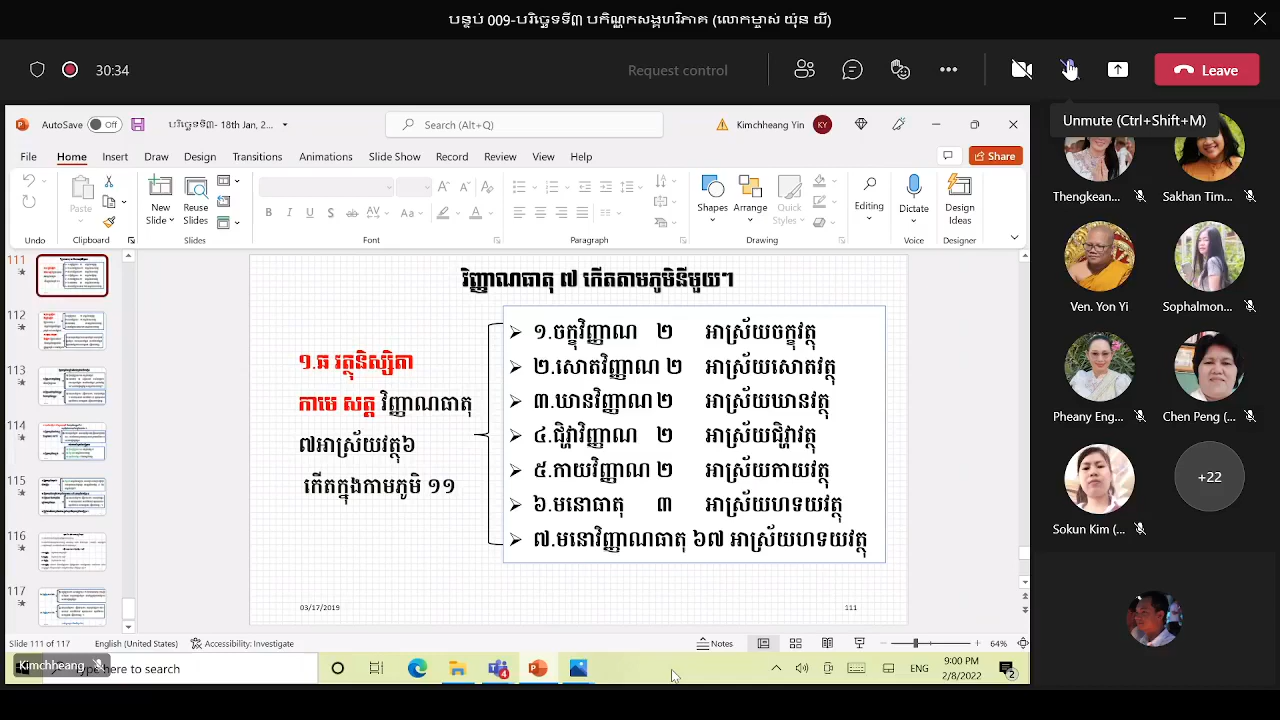 បន្ទប់ 009-បរិច្ឆេទទី៣ បកិណ្ណកសង្គហវិភាគ (លោកម្ចាស់ យ៉ុន យី)
30:34
Request control
Leave
Unmute (Ctrl+Shift+M)
AutoSave Off
បរិច្ឆេទទី៣- 18th Jan, 2...
Search (Alt+Q)
Kimchheang Yin KY
File Home Insert Draw Design Transitions Animations Slide Show Record Review View Help
Share
Paste
New Slide
Reuse Slides
Shapes Arrange Quick Styles
Editing
Dictate
Design Ideas
Undo Clipboard Slides Font Paragraph Drawing Voice Designer
111
112
113
114
115
116
117
វិញ្ញាណធាតុ ៧ កើតតាមភូមិនីមួយៗ
១.ឆ វត្ថុនិស្សិតា
កាមេ សត្ត វិញ្ញាណធាតុ
៧អាស្រ័យវត្ថុ៦
កើតក្នុងកាមភូមិ ១១
១.ចក្ខុវិញ្ញាណ ២ អាស្រ័យចក្ខុវត្ថុ
២.សោតវិញ្ញាណ ២ អាស្រ័យសោតវត្ថុ
៣.ឃានវិញ្ញាណ ២ អាស្រ័យឃានវត្ថុ
៤.ជិវ្ហាវិញ្ញាណ ២ អាស្រ័យជិវ្ហាវត្ថុ
៥.កាយវិញ្ញាណ ២ អាស្រ័យកាយវត្ថុ
៦.មនោធាតុ ៣ អាស្រ័យហទយវត្ថុ
៧.មនោវិញ្ញាណធាតុ ៦៧ អាស្រ័យហទយវត្ថុ
111
Slide 111 of 117 English (United States) Accessibility: Investigate
Notes
64%
Kimchheang
here to search
ENG
9:00 PM
2/8/2022
2
Thengkean...
Sakhan Tim...
Ven. Yon Yi
Sophalmon...
Pheany Eng...
Chen Peng (...
Sokun Kim (...
+22